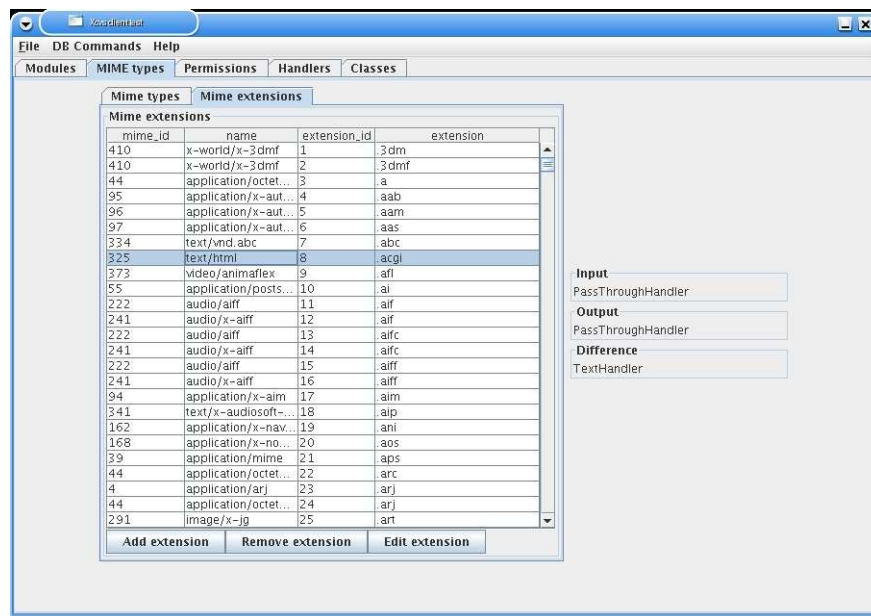 Xcvsclient.test
File DB Commands Help
Modules MIME types Permissions Handlers Classes
Mime types Mime extensions
Mime extensions
mime_id name extension_id extension
410 x-world/x-3dmf 1 .3dm
410 x-world/x-3dmf 2 .3dmf
44 application/octet... 3 .a
95 application/x-aut... 4 .aab
96 application/x-aut... 5 .aam
97 application/x-aut... 6 .aas
334 text/vnd.abc 7 .abc
325 text/html 8 .acgi
373 video/animaflex 9 .afl
55 application/posts... 10 .ai
222 audio/aiff 11 .aif
241 audio/x-aiff 12 .aif
222 audio/aiff 13 .aifc
241 audio/x-aiff 14 .aifc
222 audio/aiff 15 .aiff
241 audio/x-aiff 16 .aiff
94 application/x-aim 17 .aim
341 text/x-audiosoft-... 18 .aip
162 application/x-nav... 19 .ani
168 application/x-no... 20 .aos
39 application/mime 21 .aps
44 application/octet... 22 .arc
4 application/arj 23 .arj
44 application/octet... 24 .arj
291 image/x-jg 25 .art
Add extension Remove extension Edit extension
Input
PassThroughHandler
Output
PassThroughHandler
Difference
TextHandler